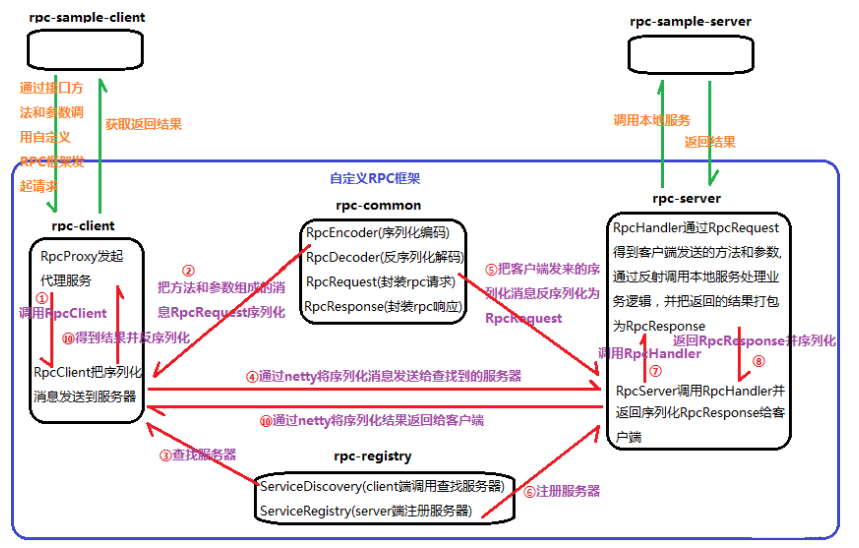 rpc-sample-client
rpc-sample-server
通过接口方
法和参数调
用自定义
RPC框架发
起请求
获取返回结果
调用本地服务
返回结果
自定义RPC框架
rpc-client
RpcProxy发起
代理服务
①
调用RpcClient
⑩得到结果并反序列化
RpcClient把序列化
消息发送到服务器
rpc-common
RpcEncoder(序列化编码)
RpcDecoder(反序列化解码)
RpcRequest(封装rpc请求)
RpcResponse(封装rpc响应)
②
把方法和参数组成的消
息RpcRequest序列化
⑤把客户端发来的序
列化消息反序列化为
RpcRequest
rpc-server
RpcHandler通过RpcRequest
得到客户端发送的方法和参数,
通过反射调用本地服务处理业
务逻辑，并把返回的结果打包
为RpcResponse
返回RpcResponse并序列化
调用RpcHandler
⑦
⑧
RpcServer调用RpcHandler并
返回序列化RpcResponse给客
户端
④通过netty将序列化消息发送给查找到的服务器
⑩通过netty将序列化结果返回给客户端
③查找服务器
rpc-registry
ServiceDiscovery(client端调用查找服务器)
ServiceRegistry(server端注册服务器)
⑥注册服务器